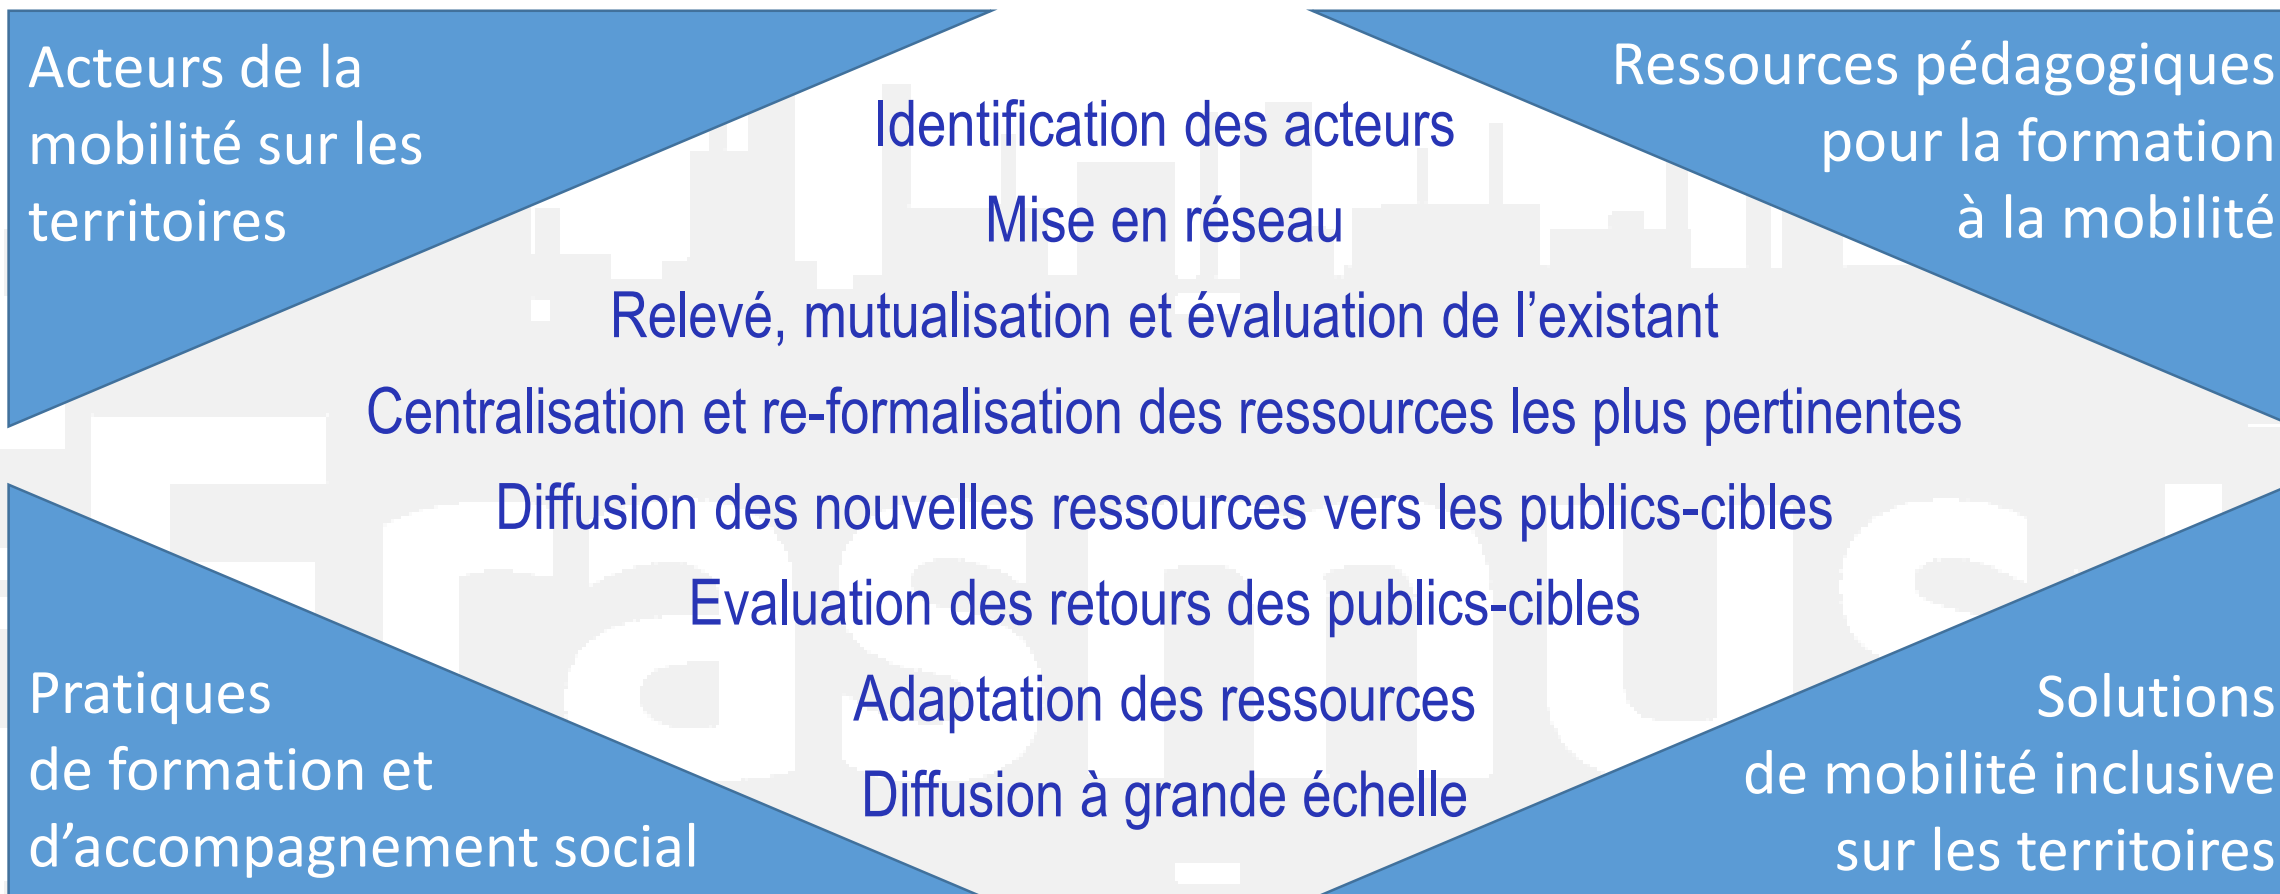 Acteurs de la
mobilité sur les
territoires
Ressources pédagogiques
pour la formation
à la mobilité
Identification des acteurs
Mise en réseau
Relevé, mutualisation et évaluation de l’existant
Centralisation et re-formalisation des ressources les plus pertinentes
Diffusion des nouvelles ressources vers les publics-cibles
Evaluation des retours des publics-cibles
Adaptation des ressources
Diffusion à grande échelle
Pratiques
de formation et
d’accompagnement social
Solutions
de mobilité inclusive
sur les territoires
Erasmus